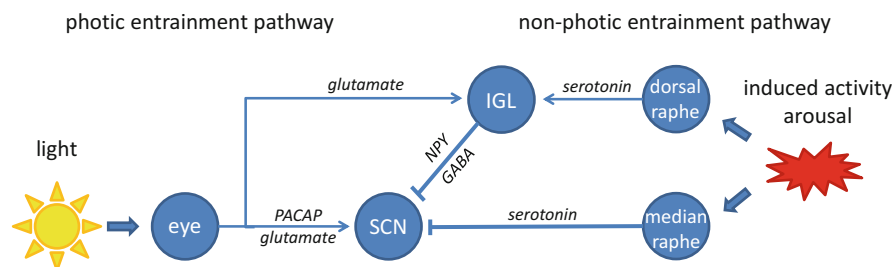 photic entrainment pathway
non-photic entrainment pathway
glutamate
IGL
serotonin
dorsal
raphe
induced activity
arousal
light
NPY
GABA
eye
PACAP
glutamate
SCN
serotonin
median
raphe